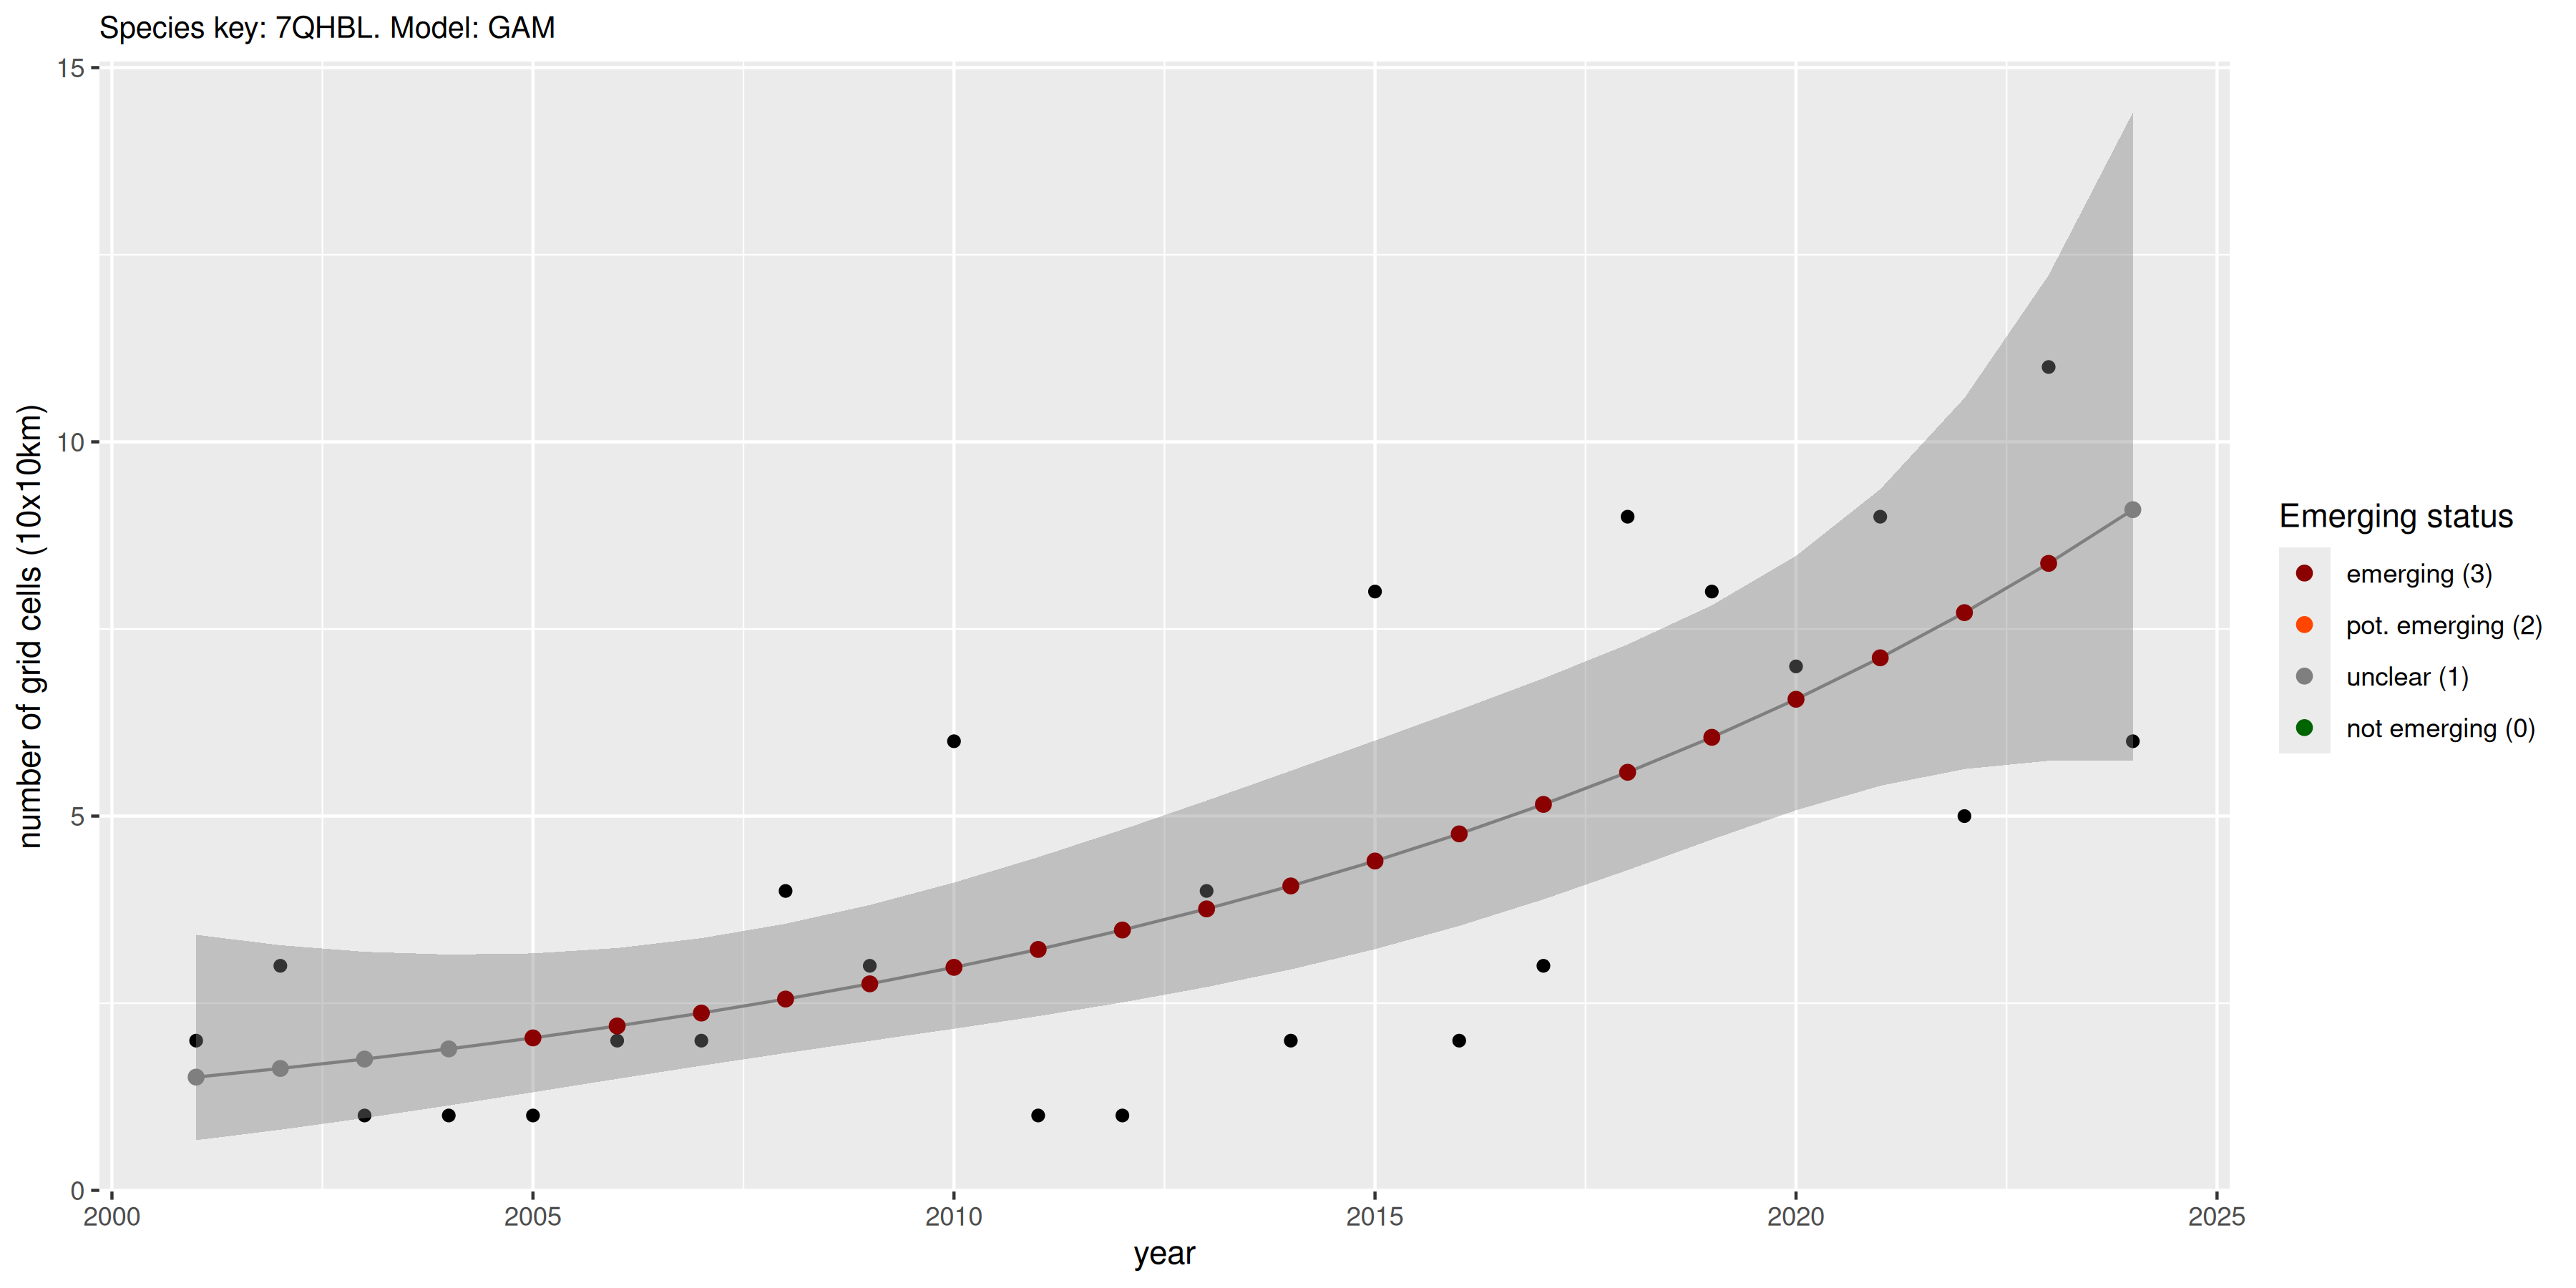 Species key: 7QHBL. Model: GAM
15
10
5
0
number of grid cells (10x10km)
2000
2005
2010
2015
2020
2025
year
Emerging status
emerging (3)
pot. emerging (2)
unclear (1)
not emerging (0)